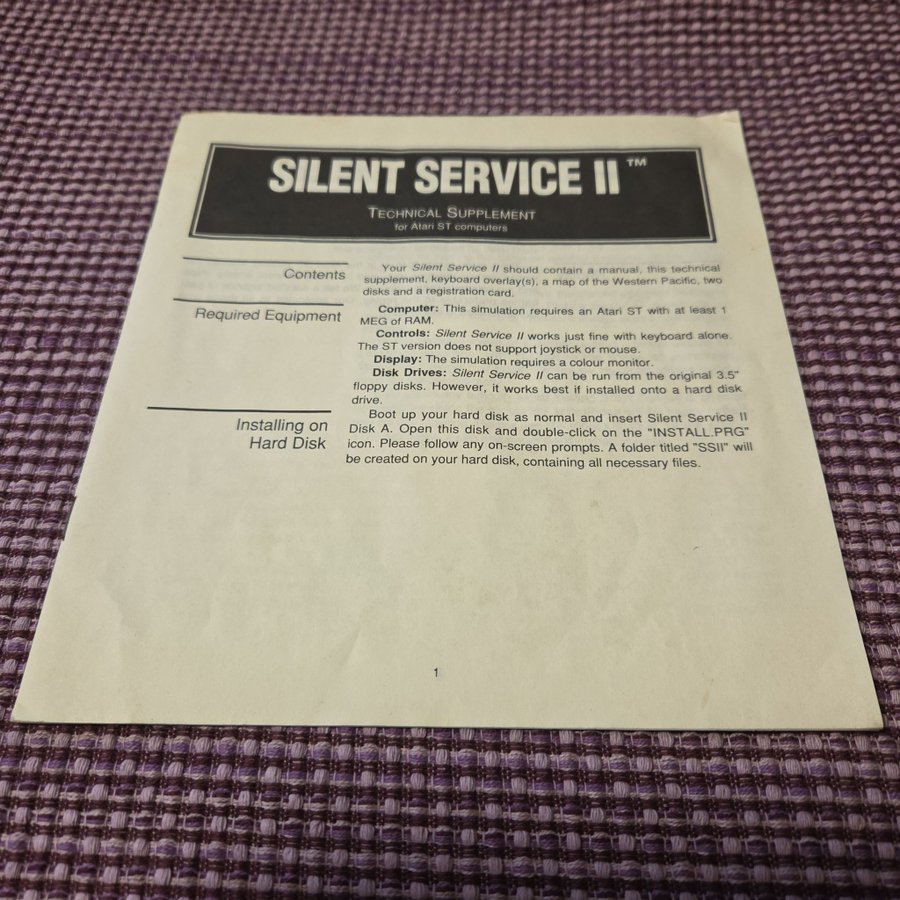 SILENT SERVICE II ™
TECHNICAL SUPPLEMENT
for Atari ST computers
Contents
Your Silent Service II should contain a manual, this technical
supplement, keyboard overlay(s), a map of the Western Pacific, two
disks and a registration card.
Required Equipment
Computer: This simulation requires an Atari ST with at least 1
MEG of RAM.
Controls: Silent Service II works just fine with keyboard alone.
The ST version does not support joystick or mouse.
Display: The simulation requires a colour monitor.
Disk Drives: Silent Service II can be run from the original 3.5"
floppy disks. However, it works best if installed onto a hard disk
drive.
Installing on
Hard Disk
Boot up your hard disk as normal and insert Silent Service II
Disk A. Open this disk and double-click on the "INSTALL.PRG"
icon. Please follow any on-screen prompts. A folder titled "SSII" will
be created on your hard disk, containing all necessary files.
1